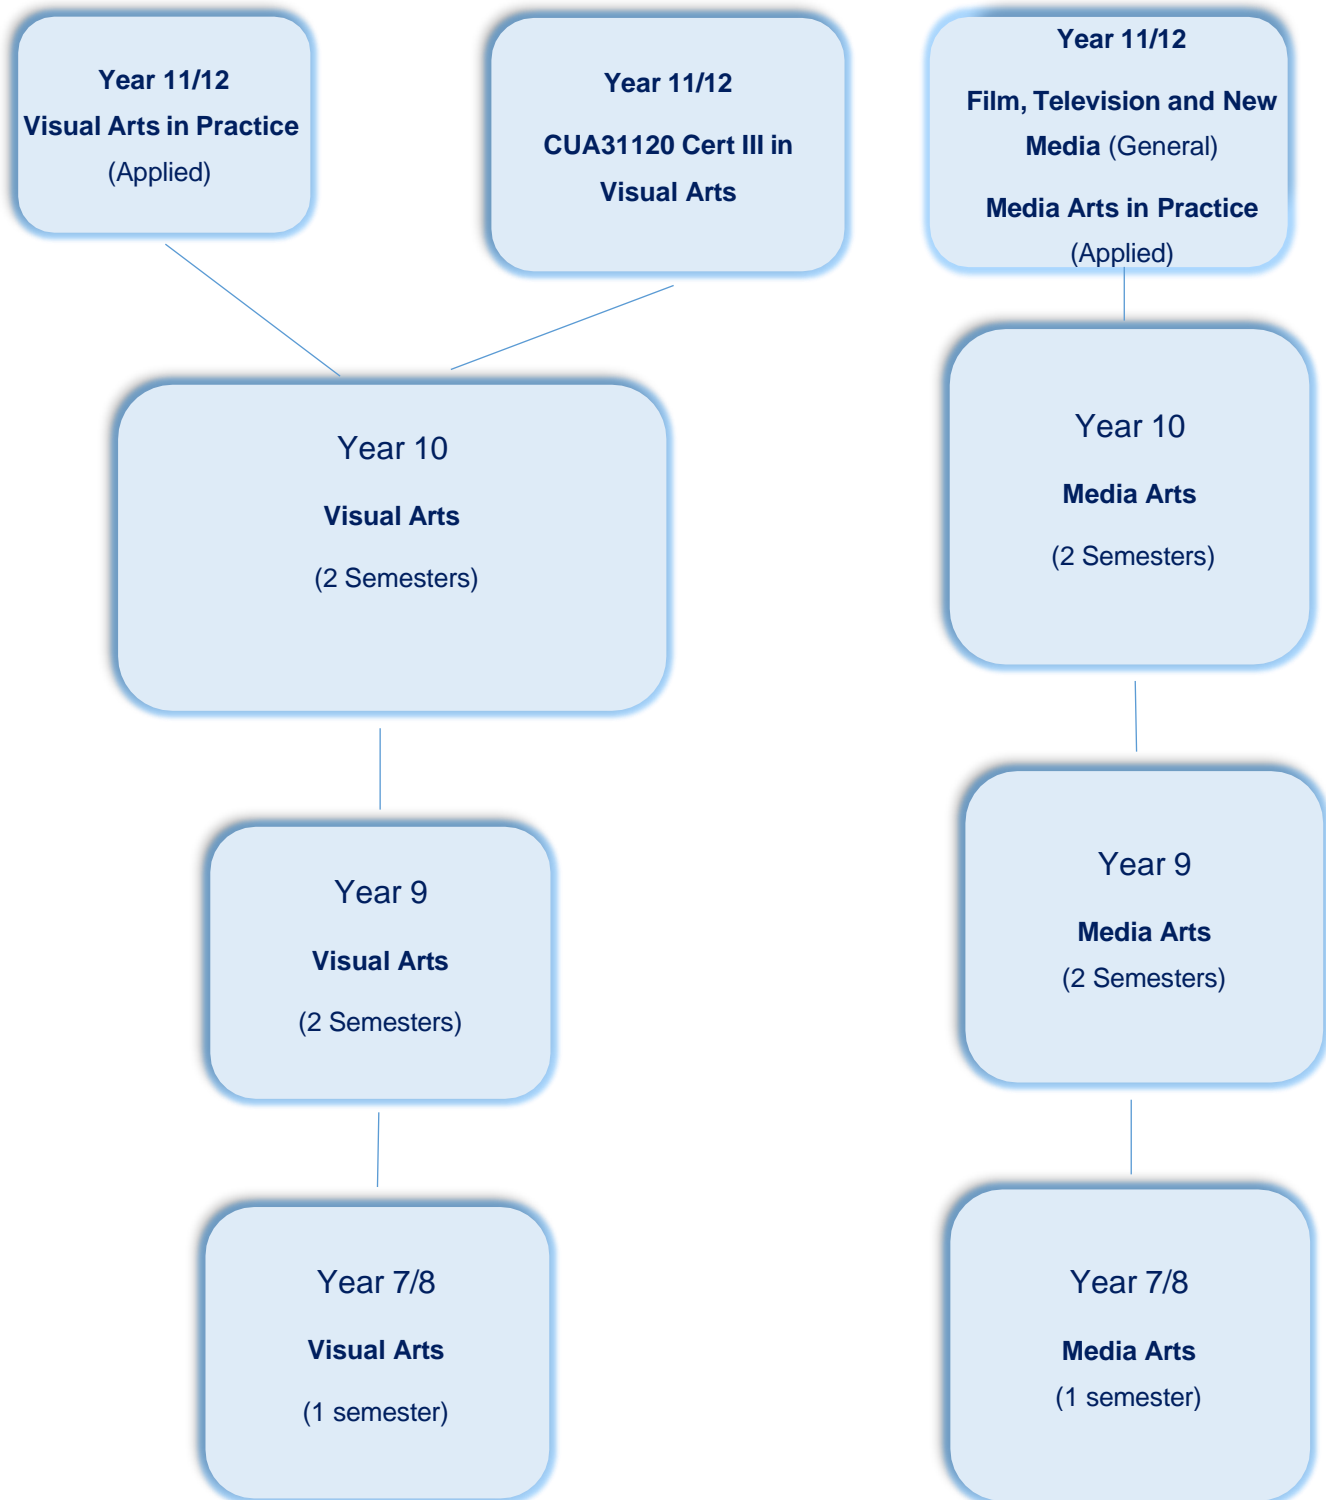 Year 11/12
Visual Arts in Practice
(Applied)
Year 11/12
CUA31120 Cert III in
Visual Arts
Year 11/12
Film, Television and New
Media (General)
Media Arts in Practice
(Applied)
Year 10
Visual Arts
(2 Semesters)
Year 10
Media Arts
(2 Semesters)
Year 9
Visual Arts
(2 Semesters)
Year 9
Media Arts
(2 Semesters)
Year 7/8
Visual Arts
(1 semester)
Year 7/8
Media Arts
(1 semester)